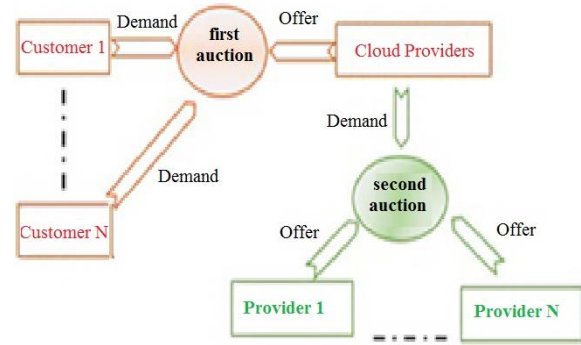 Demand
Offer
Customer 1
first
auction
Cloud Providers
Demand
Demand
Customer N
second
auction
Offer
Offer
Provider 1
Provider N